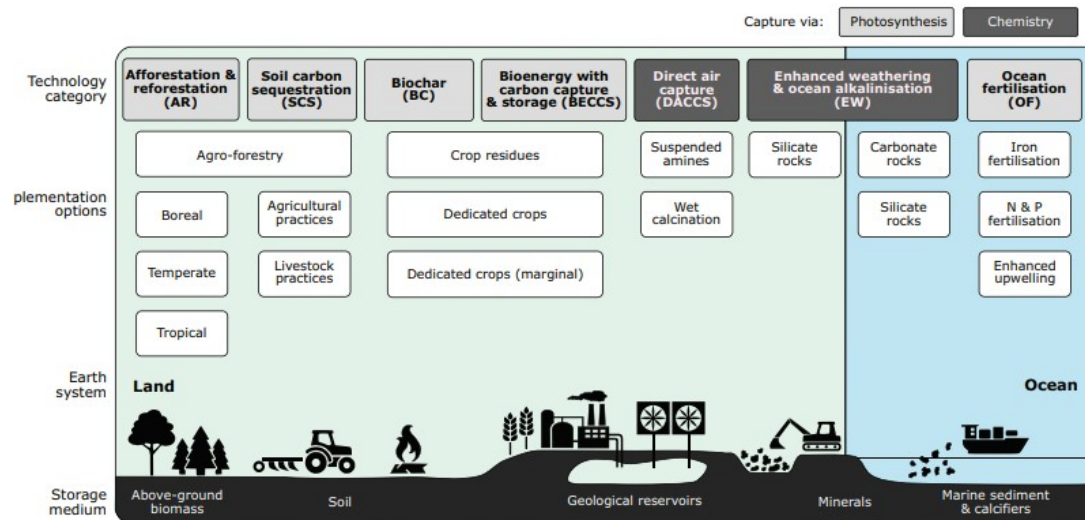 Capture via: Photosynthesis Chemistry
Technology
category
Afforestation &
reforestation
(AR)
Soil carbon
sequestration
(SCS)
Biochar
(BC)
Bioenergy with
carbon capture
& storage (BECCS)
Direct air
capture
(DACCS)
Enhanced weathering
& ocean alkalinisation
(EW)
Ocean
fertilisation
(OF)
plementation
options
Agro-forestry
Crop residues
Suspended
amines
Silicate
rocks
Carbonate
rocks
Iron
fertilisation
Boreal
Agricultural
practices
Dedicated crops
Wet
calcination
Silicate
rocks
N & P
fertilisation
Temperate
Livestock
practices
Dedicated crops (marginal)
Enhanced
upwelling
Tropical
Earth
system
Land
Ocean
Storage
medium
Above-ground
biomass
Soil
Geological reservoirs
Minerals
Marine sediment
& calcifiers